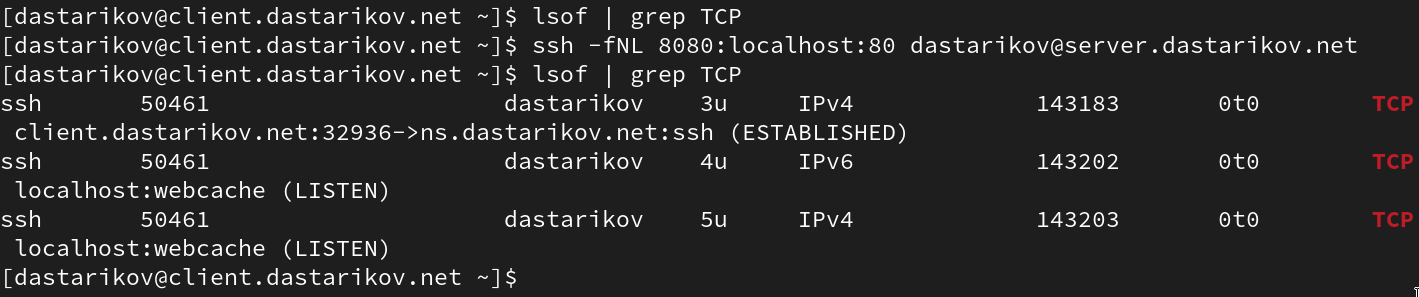 [dastarikov@client.dastarikov.net ~]$ lsof | grep TCP
[dastarikov@client.dastarikov.net ~]$ ssh -fNL 8080:localhost:80 dastarikov@server.dastarikov.net
[dastarikov@client.dastarikov.net ~]$ lsof | grep TCP
ssh       50461                     dastarikov    3u     IPv4             143183       0t0        TCP
 client.dastarikov.net:32936->ns.dastarikov.net:ssh (ESTABLISHED)
ssh       50461                     dastarikov    4u     IPv6             143202       0t0        TCP
 localhost:webcache (LISTEN)
ssh       50461                     dastarikov    5u     IPv4             143203       0t0        TCP
 localhost:webcache (LISTEN)
[dastarikov@client.dastarikov.net ~]$